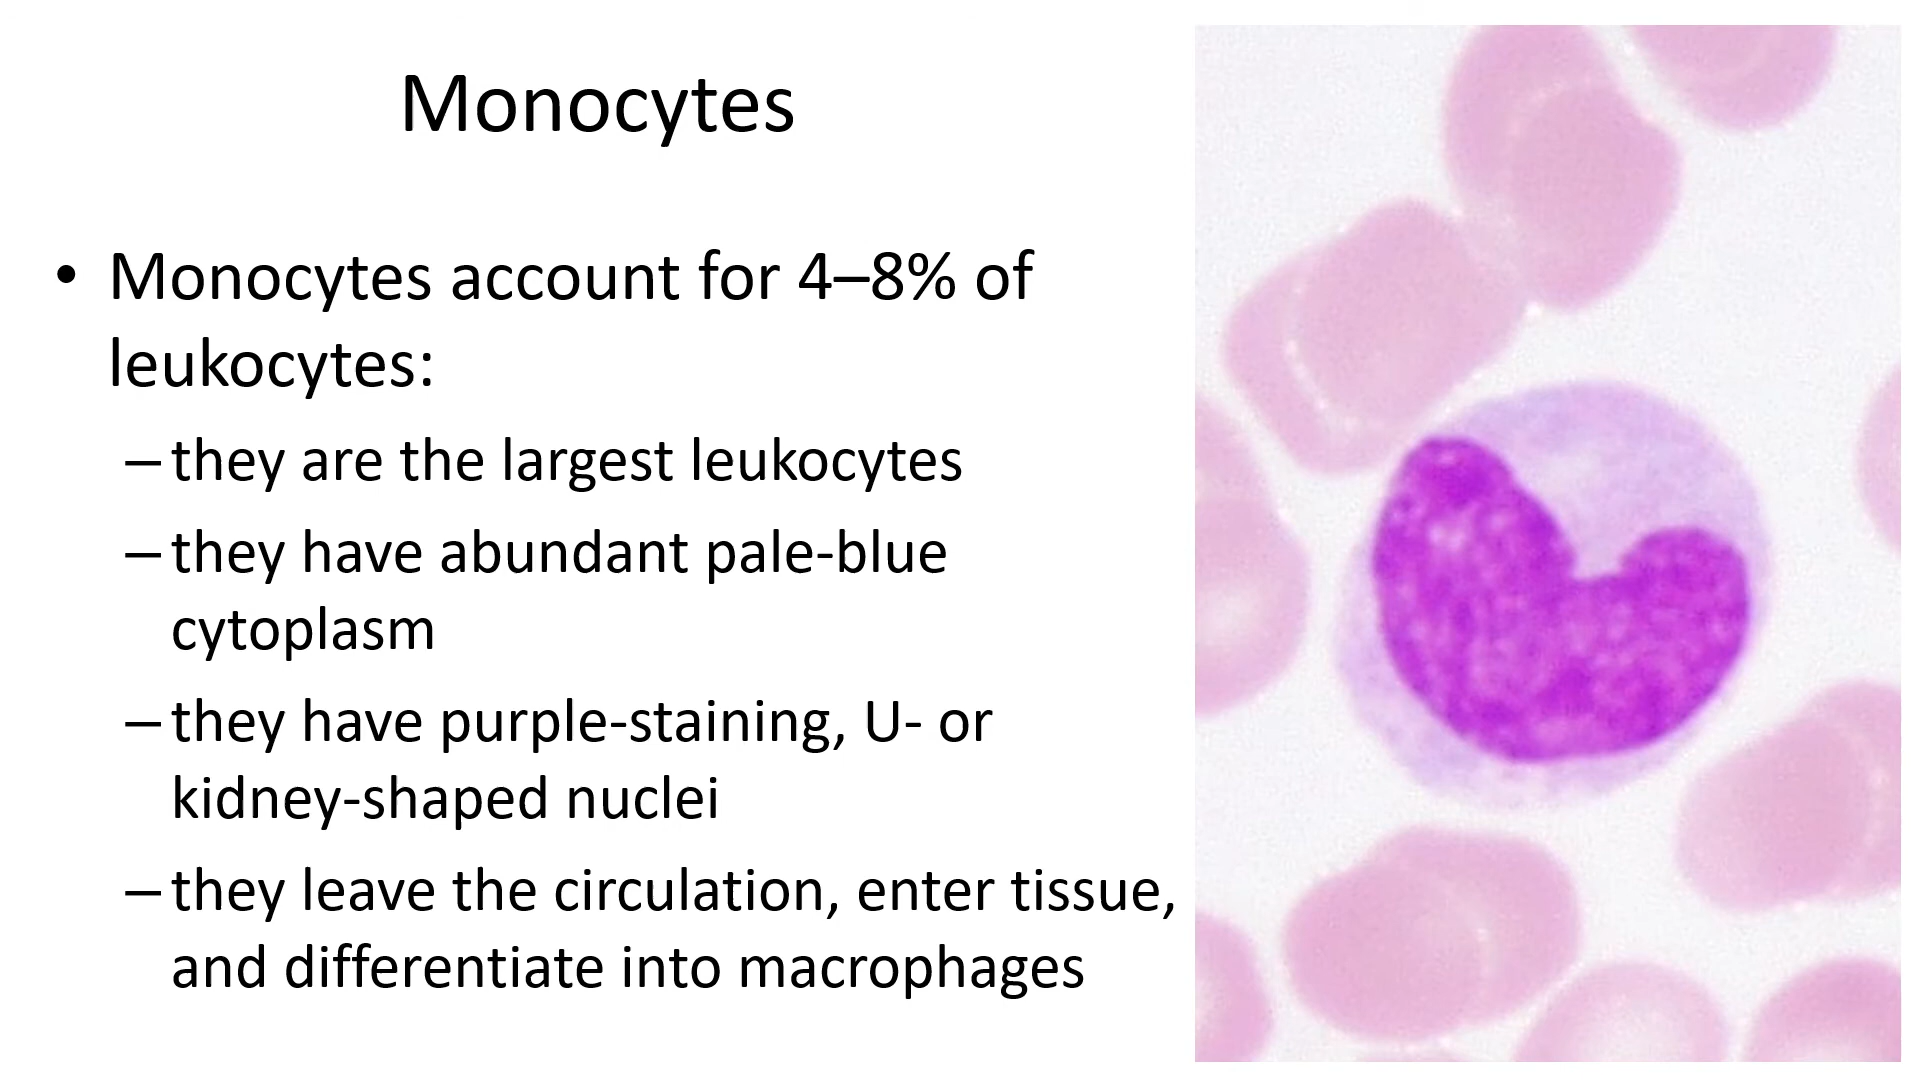 Monocytes
• Monocytes account for 4–8% of
leukocytes:
– they are the largest leukocytes
– they have abundant pale-blue
cytoplasm
– they have purple-staining, U- or
kidney-shaped nuclei
– they leave the circulation, enter tissue,
and differentiate into macrophages